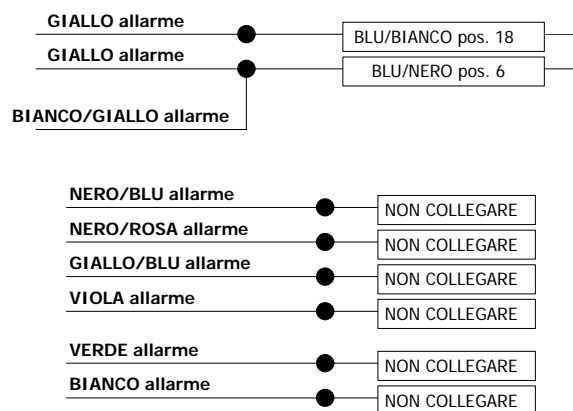 GIALLO allarme
BLU/BIANCO pos. 18
GIALLO allarme
BLU/NERO pos. 6
BIANCO/GIALLO allarme
NERO/BLU allarme
NON COLLEGARE
NERO/ROSA allarme
NON COLLEGARE
GIALLO/BLU allarme
NON COLLEGARE
VIOLA allarme
NON COLLEGARE
VERDE allarme
NON COLLEGARE
BIANCO allarme
NON COLLEGARE